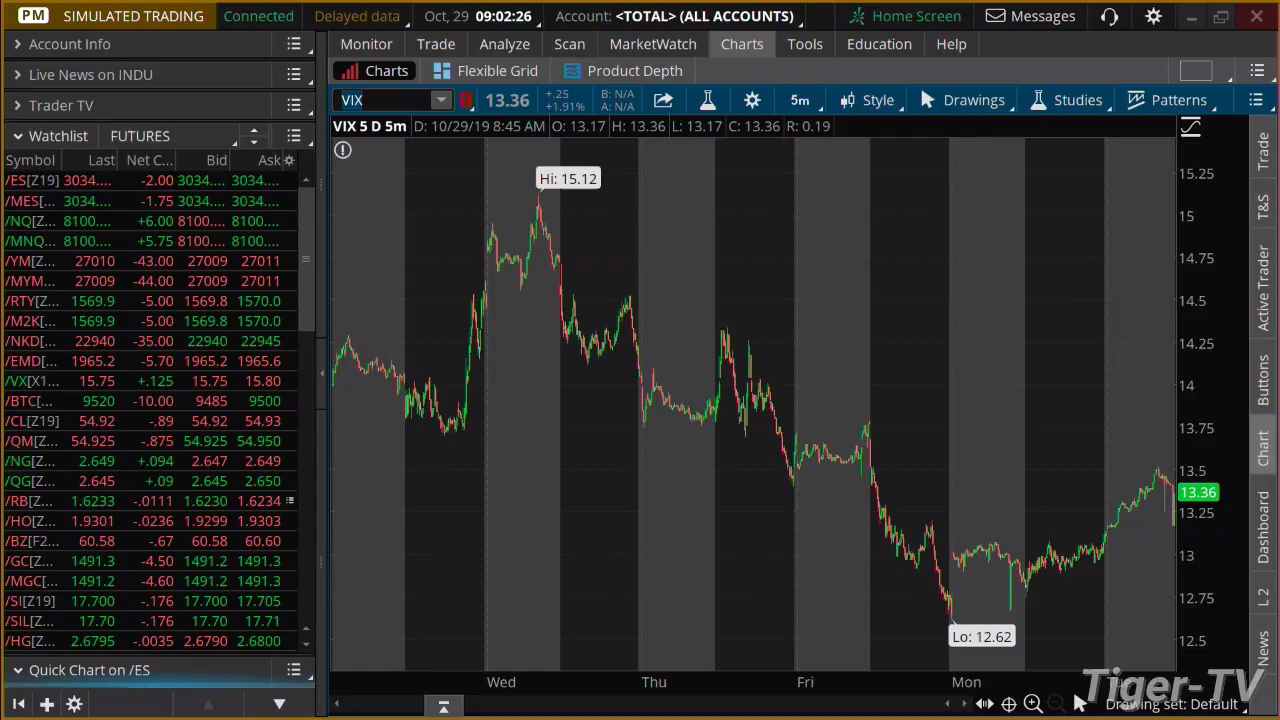 PM SIMULATED TRADING Connected Delayed data Oct, 29 09:02:26 Account: <TOTAL> (ALL ACCOUNTS) Home Screen Messages
Account Info
Live News on INDU
Trader TV
Watchlist FUTURES
Symbol Last Net C... Bid Ask
/ES[Z19] 3034.... -2.00 3034.... 3034....
/MES[... 3034.... -1.75 3034.... 3034....
/NQ[Z... 8100.... +6.00 8100.... 8100....
/MNQ... 8100.... +5.75 8100.... 8100....
/YM[Z... 27010 -43.00 27009 27011
/MYM... 27009 -44.00 27009 27011
/RTY[Z... 1569.9 -5.00 1569.8 1570.0
/M2K... 1569.9 -5.00 1569.8 1570.0
/NKD[... 22940 -35.00 22940 22945
/EMD[... 1965.2 -5.70 1965.2 1965.6
/VX[X1... 15.75 +.125 15.75 15.80
/BTC[... 9520 -10.00 9485 9500
/CL[Z19] 54.92 -.89 54.92 54.93
/QM[Z... 54.925 -.875 54.925 54.950
/NG[Z... 2.649 +.094 2.647 2.649
/QG[Z... 2.645 +.09 2.645 2.650
/RB[Z... 1.6233 -.0111 1.6230 1.6234
/HO[Z... 1.9301 -.0236 1.9299 1.9303
/BZ[F2... 60.58 -.67 60.58 60.60
/GC[Z... 1491.3 -4.50 1491.2 1491.3
/MGC[... 1491.2 -4.60 1491.2 1491.3
/SI[Z19] 17.700 -.176 17.700 17.705
/SIL[Z... 17.70 -.176 17.70 17.71
/HG[Z... 2.6795 -.0035 2.6790 2.6800
Quick Chart on /ES
Monitor Trade Analyze Scan MarketWatch Charts Tools Education Help
Charts Flexible Grid Product Depth
VIX 13.36 +.25 +1.91% B: N/A A: N/A 5m Style Drawings Studies Patterns
VIX 5 D 5m D: 10/29/19 8:45 AM O: 13.17 H: 13.36 L: 13.17 C: 13.36 R: 0.19
Hi: 15.12
Lo: 12.62
15.25
15
14.75
14.5
14.25
14
13.75
13.5
13.36
13.25
13
12.75
12.5
Wed Thu Fri Mon
Drawing set: Default
Trade
T&S
Active Trader
Buttons
Chart
Dashboard
L 2
News
Tiger-TV